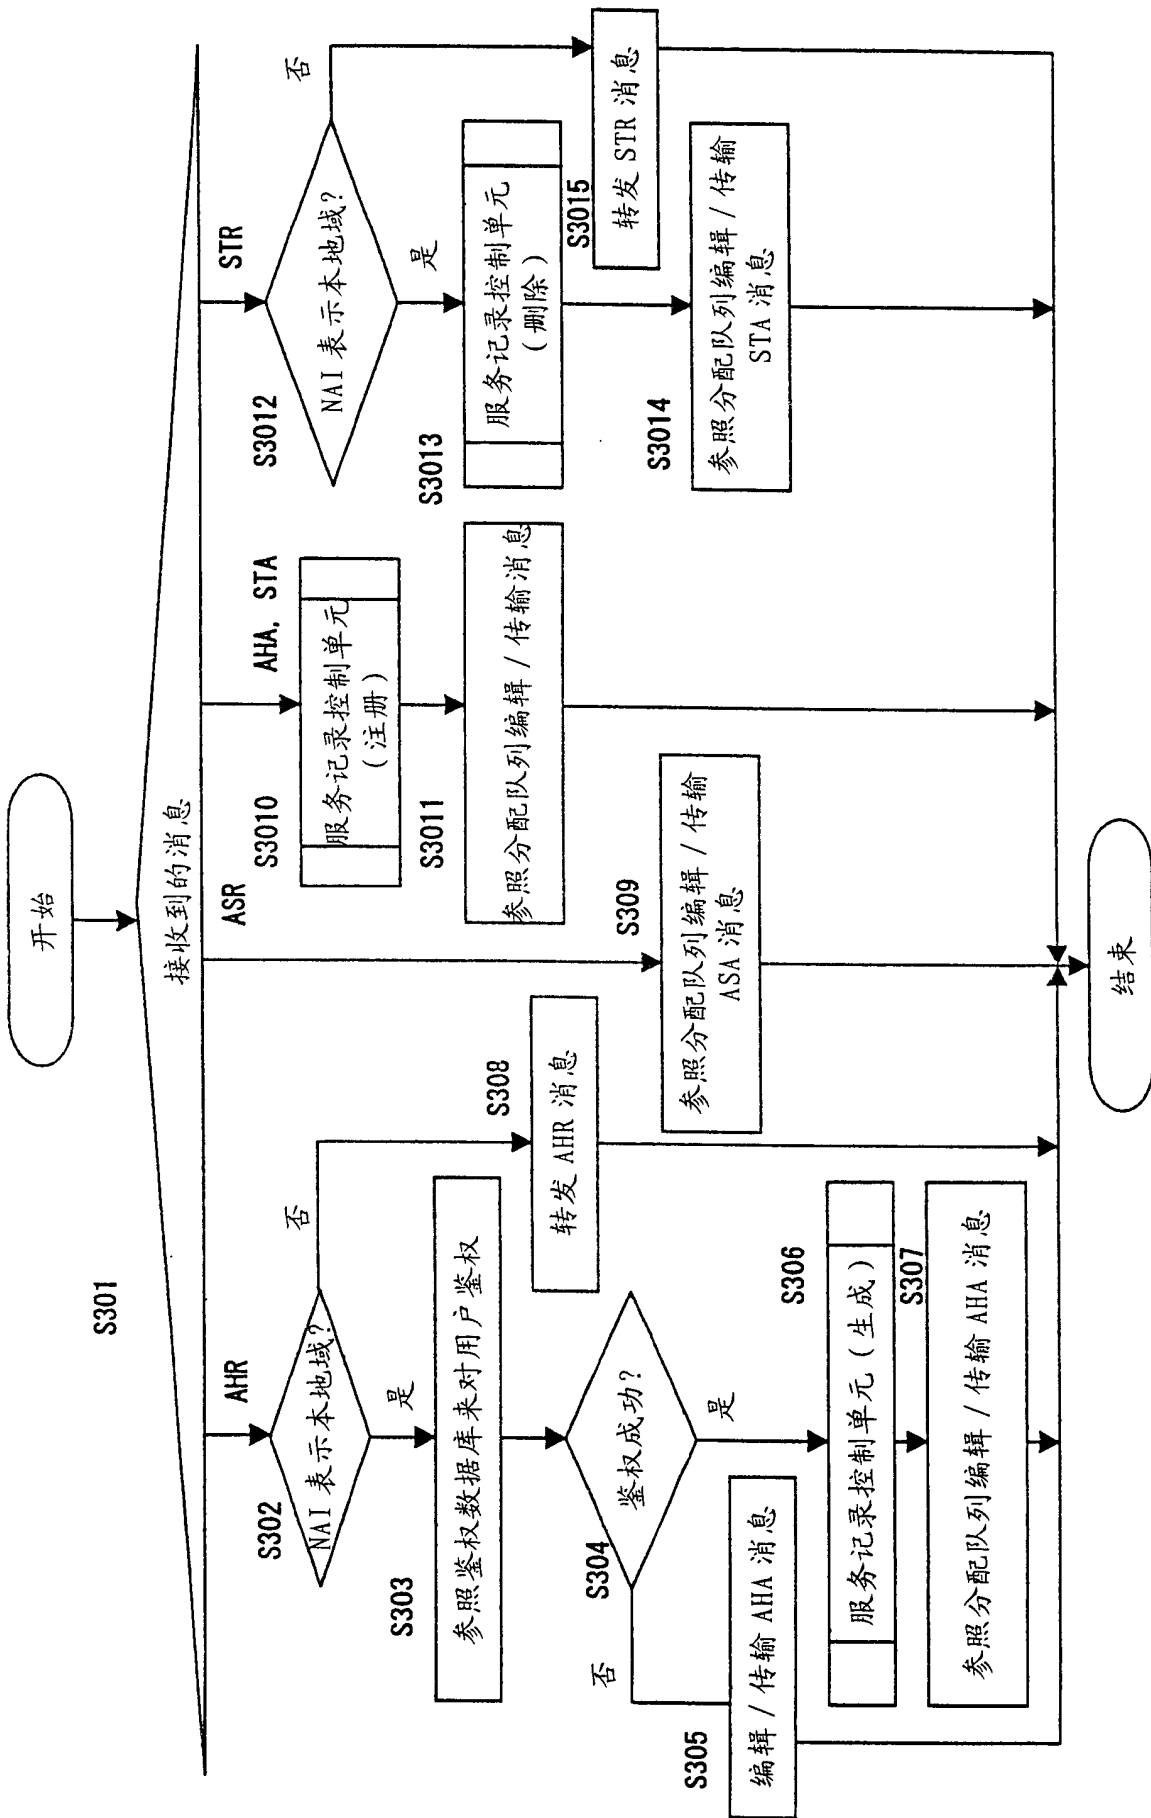 开始
S301
接收到的消息
AHR
S302
NAI 表示本地域?
否
是
S303
参照鉴权数据库来对用户鉴权
S304
鉴权成功?
否
是
S305
编辑/传输 AHA 消息
S306
服务记录控制单元(生成)
S307
参照分配队列编辑/传输 AHA 消息
S308
转发 AHR 消息
ASR
S309
参照分配队列编辑/传输
ASA 消息
AHA, STA
S3010
服务记录控制单元
(注册)
S3011
参照分配队列编辑/传输消息
STR
S3012
NAI 表示本地域?
否
是
S3013
服务记录控制单元
(删除)
S3014
参照分配队列编辑/传输
STA 消息
S3015
转发 STR 消息
结束